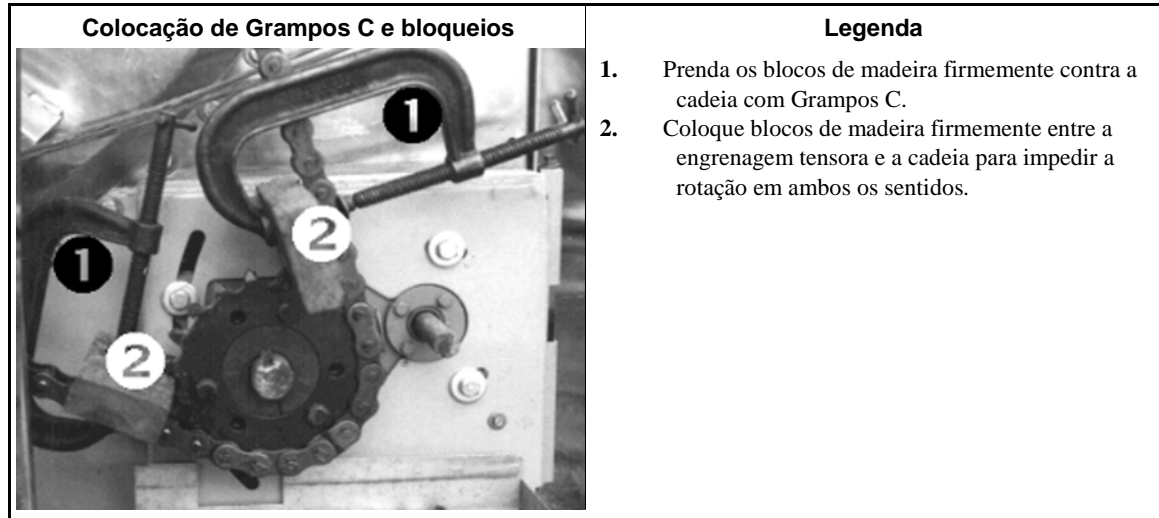 Colocação de Grampos C e bloqueios
1
1
2
2
Legenda
1. Prenda os blocos de madeira firmemente contra a
cadeia com Grampos C.
2. Coloque blocos de madeira firmemente entre a
engrenagem tensora e a cadeia para impedir a
rotação em ambos os sentidos.